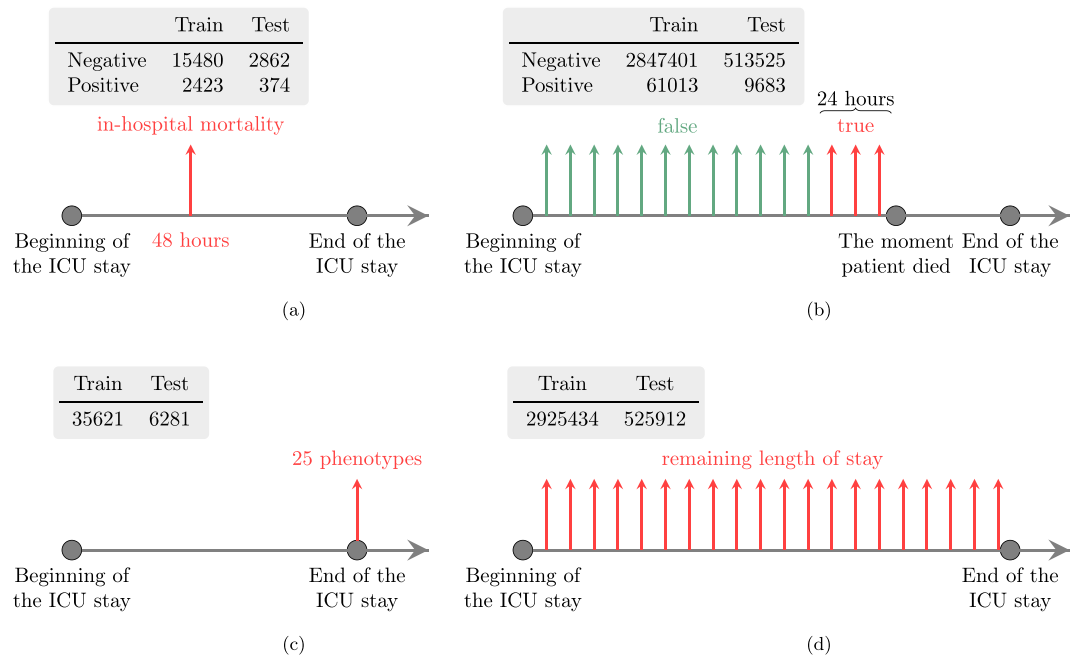 Train Test
Negative 15480 2862
Positive 2423 374
in-hospital mortality
48 hours
Beginning of
the ICU stay
End of the
ICU stay
(a)
Train Test
Negative 2847401 513525
Positive 61013 9683
24 hours
false
true
Beginning of
the ICU stay
The moment
patient died
End of the
ICU stay
(b)
Train Test
35621 6281
25 phenotypes
Beginning of
the ICU stay
End of the
ICU stay
(c)
Train Test
2925434 525912
remaining length of stay
Beginning of
the ICU stay
End of the
ICU stay
(d)